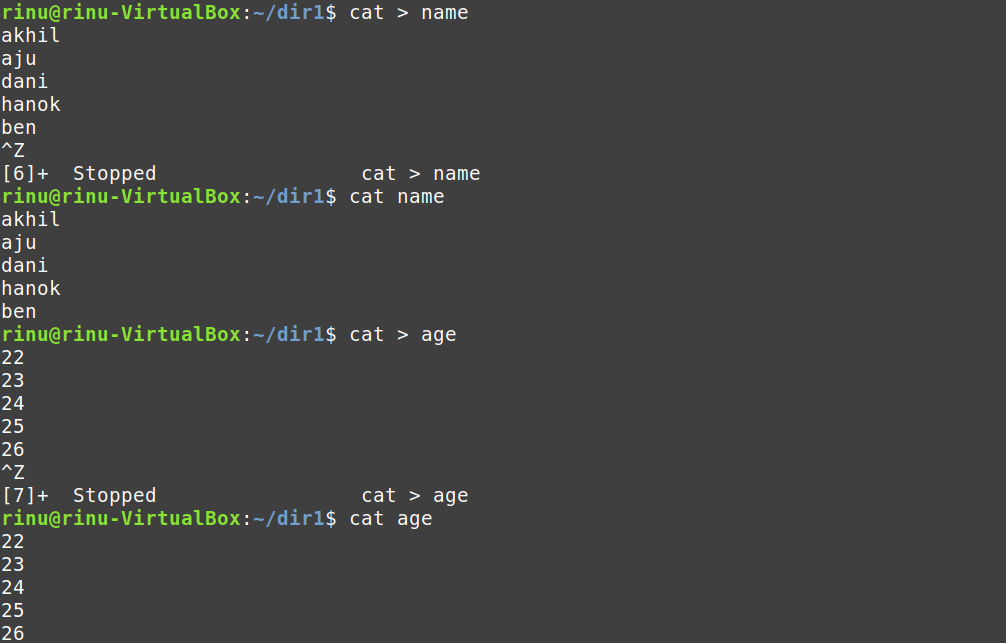 rinu@rinu-VirtualBox:~/dir1$ cat > name
akhil
aju
dani
hanok
ben
^Z
[6]+  Stopped                 cat > name
rinu@rinu-VirtualBox:~/dir1$ cat name
akhil
aju
dani
hanok
ben
rinu@rinu-VirtualBox:~/dir1$ cat > age
22
23
24
25
26
^Z
[7]+  Stopped                 cat > age
rinu@rinu-VirtualBox:~/dir1$ cat age
22
23
24
25
26